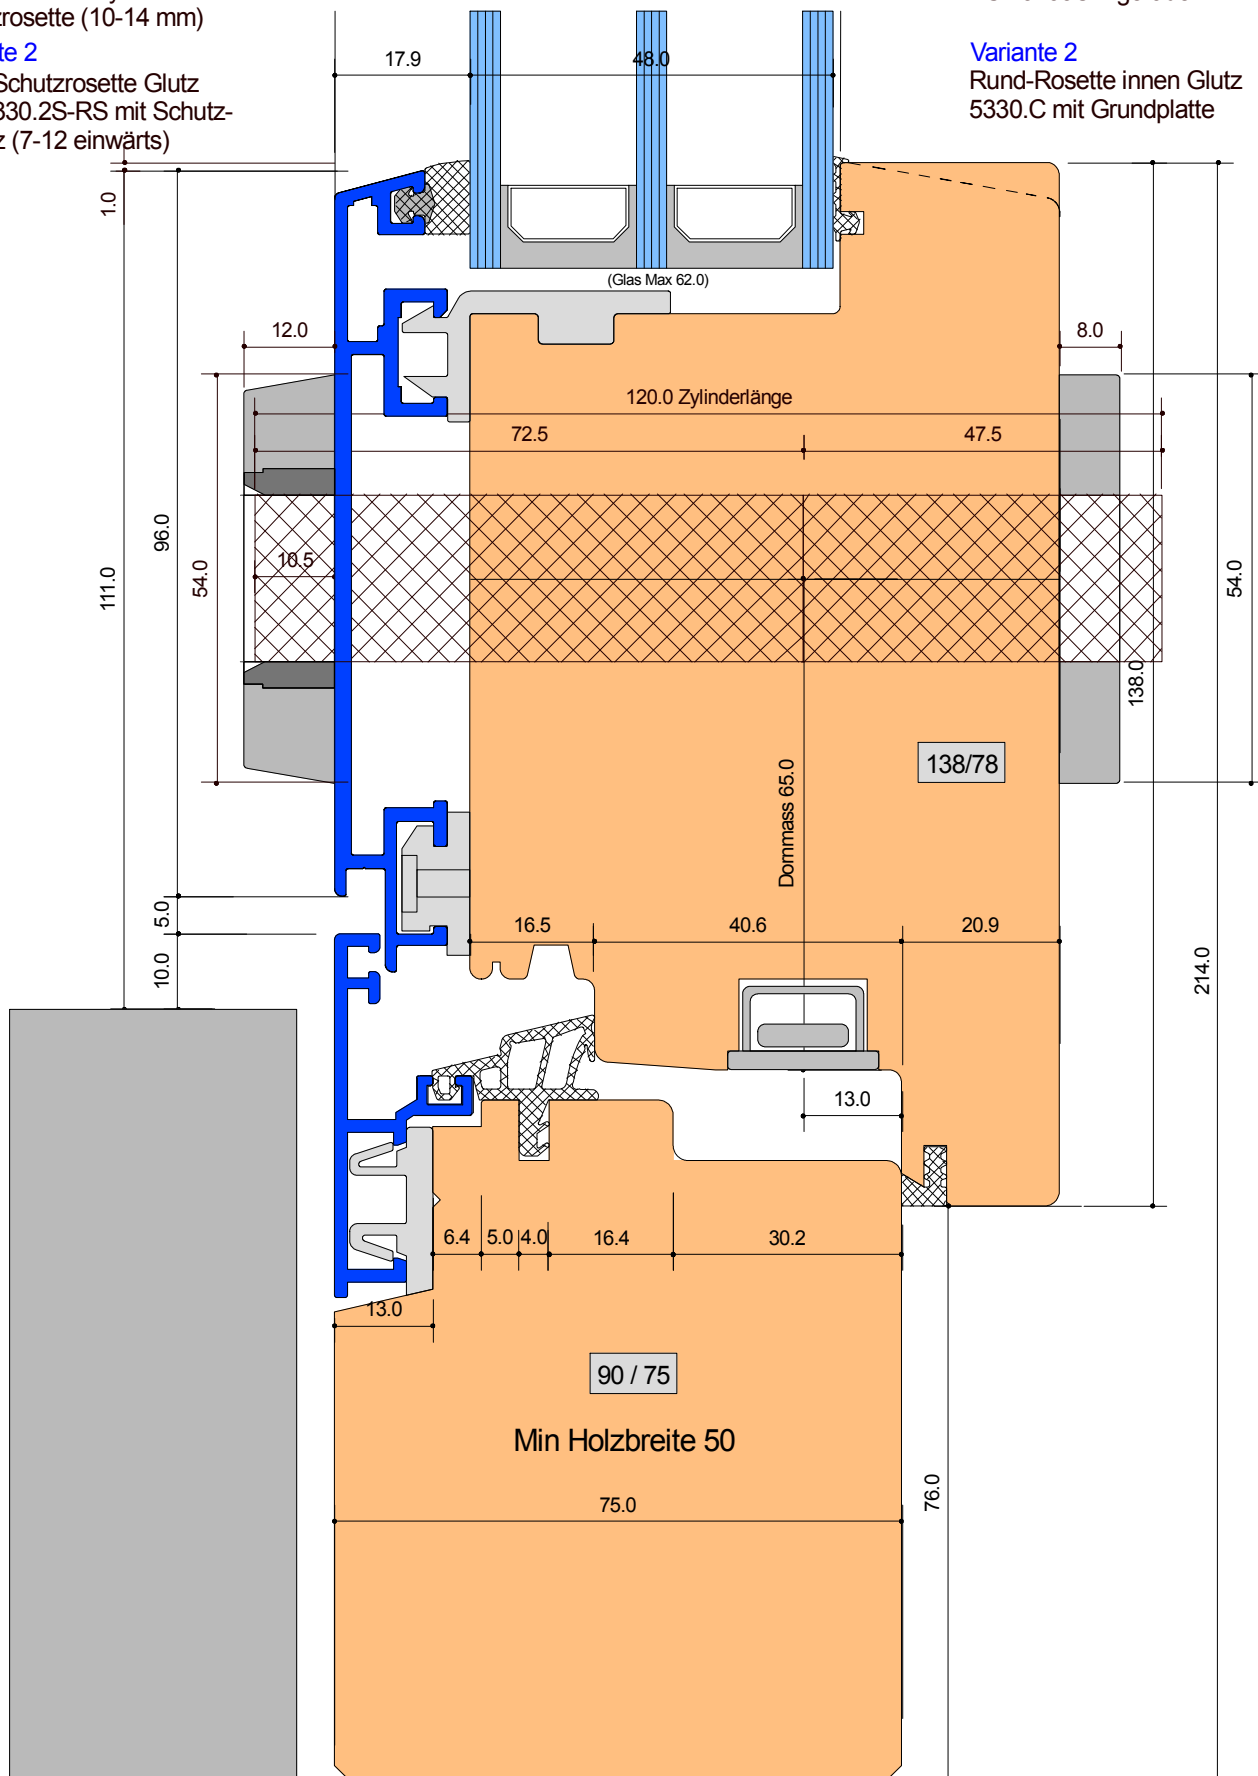 zrosette (10-14 mm)
te 2
Schutzrosette Glutz
330.2S-RS mit Schutz-
z (7-12 einwärts)
Variante 2
Rund-Rosette innen Glutz
5330.C mit Grundplatte
17.9
48.0
1.0
(Glas Max 62.0)
12.0
8.0
120.0 Zylinderlänge
72.5
47.5
96.0
10.5
111.0
54.0
54.0
138.0
138/78
Dornmass 65.0
5.0
16.5
40.6
20.9
10.0
214.0
13.0
6.4
5.0
4.0
16.4
30.2
13.0
90 / 75
Min Holzbreite 50
76.0
75.0